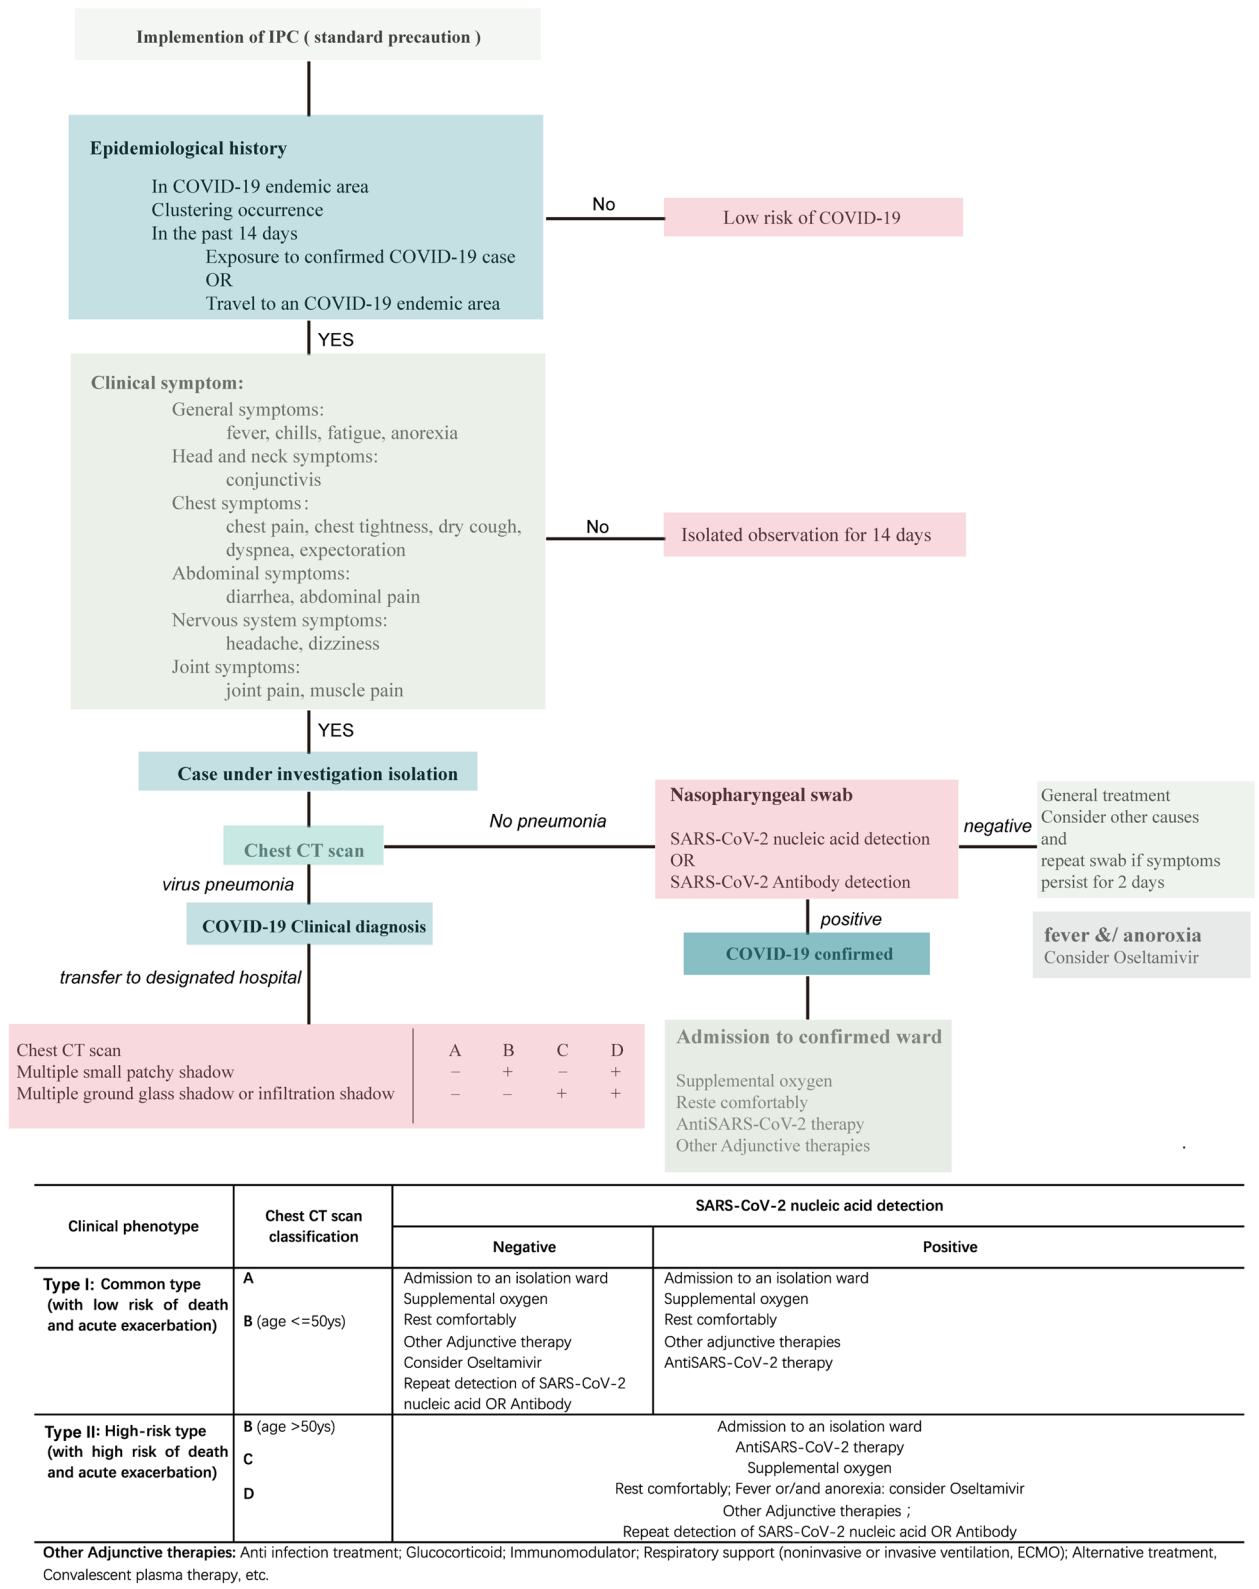 Implemention of IPC ( standard precaution )
Epidemiological history
In COVID-19 endemic area
Clustering occurrence
In the past 14 days
Exposure to confirmed COVID-19 case
OR
Travel to an COVID-19 endemic area
No
Low risk of COVID-19
YES
Clinical symptom:
General symptoms:
fever, chills, fatigue, anorexia
Head and neck symptoms:
conjunctivis
Chest symptoms:
chest pain, chest tightness, dry cough,
dyspnea, expectoration
Abdominal symptoms:
diarrhea, abdominal pain
Nervous system symptoms:
headache, dizziness
Joint symptoms:
joint pain, muscle pain
No
Isolated observation for 14 days
YES
Case under investigation isolation
Chest CT scan
No pneumonia
Nasopharyngeal swab
SARS-CoV-2 nucleic acid detection
OR
SARS-CoV-2 Antibody detection
negative
General treatment
Consider other causes
and
repeat swab if symptoms
persist for 2 days
virus pneumonia
COVID-19 Clinical diagnosis
positive
COVID-19 confirmed
fever &/ anoroxia
Consider Oseltamivir
transfer to designated hospital
Chest CT scan A B C D
Multiple small patchy shadow – + – +
Multiple ground glass shadow or infiltration shadow – – + +
Admission to confirmed ward
Supplemental oxygen
Reste comfortably
AntiSARS-CoV-2 therapy
Other Adjunctive therapies
Clinical phenotype
Chest CT scan
classification
SARS-CoV-2 nucleic acid detection
Negative
Positive
Type I: Common type
(with low risk of death
and acute exacerbation)
A
B (age <=50ys)
Admission to an isolation ward
Supplemental oxygen
Rest comfortably
Other Adjunctive therapy
Consider Oseltamivir
Repeat detection of SARS-CoV-2
nucleic acid OR Antibody
Admission to an isolation ward
Supplemental oxygen
Rest comfortably
Other adjunctive therapies
AntiSARS-CoV-2 therapy
Type II: High-risk type
(with high risk of death
and acute exacerbation)
B (age >50ys)
C
D
Admission to an isolation ward
AntiSARS-CoV-2 therapy
Supplemental oxygen
Rest comfortably; Fever or/and anorexia: consider Oseltamivir
Other Adjunctive therapies ;
Repeat detection of SARS-CoV-2 nucleic acid OR Antibody
Other Adjunctive therapies: Anti infection treatment; Glucocorticoid; Immunomodulator; Respiratory support (noninvasive or invasive ventilation, ECMO); Alternative treatment,
Convalescent plasma therapy, etc.